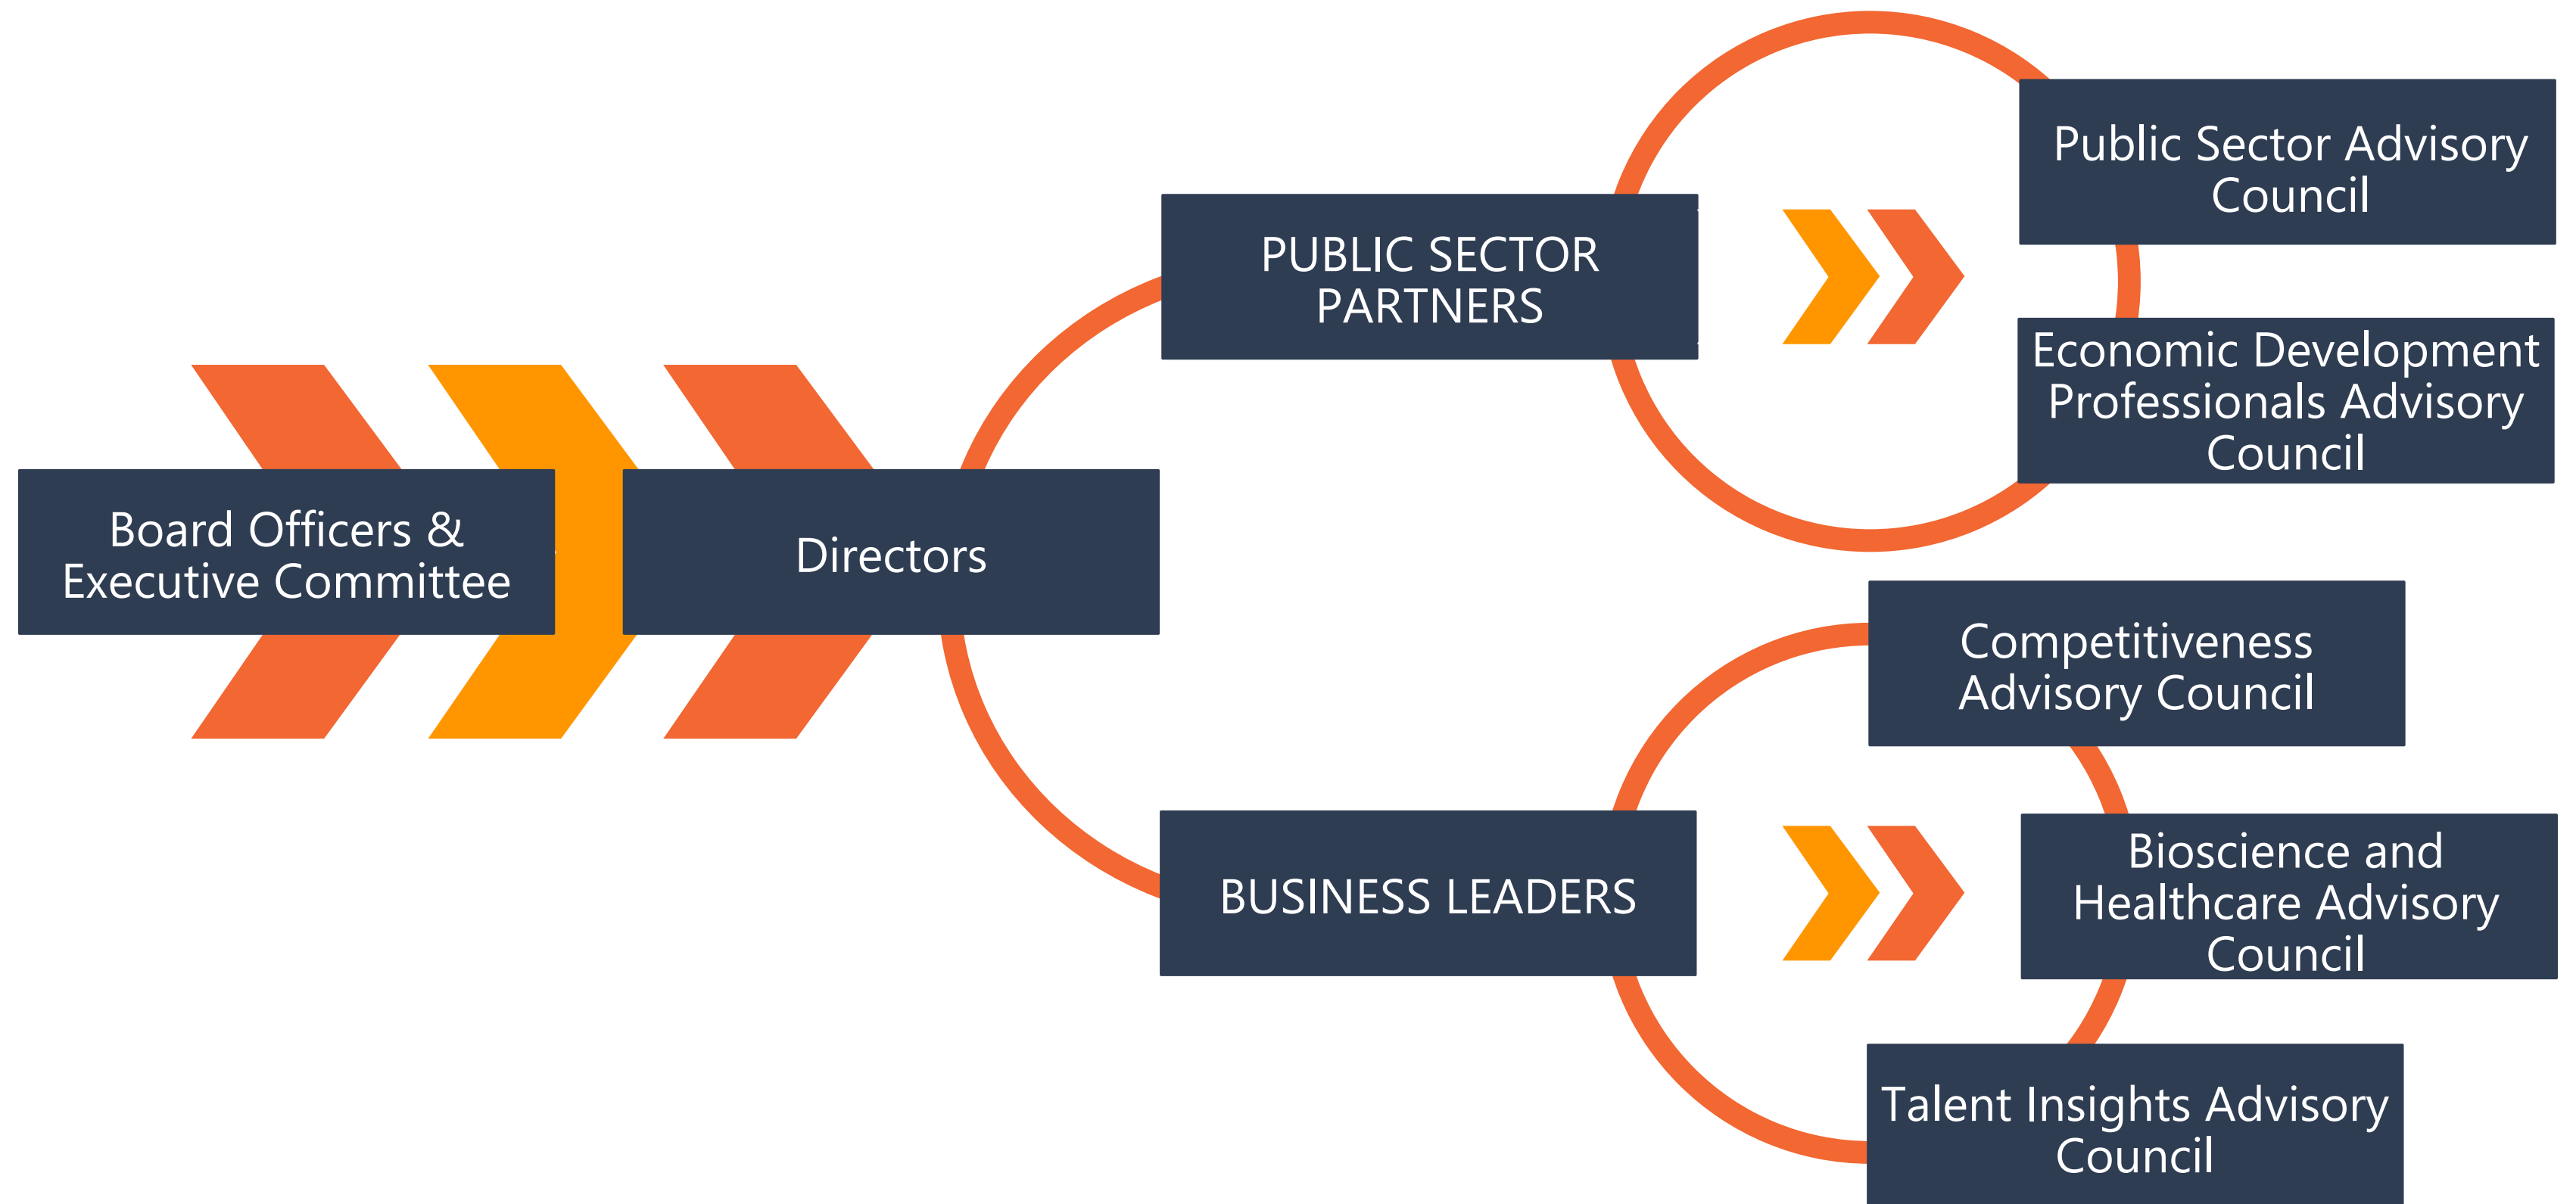 Board Officers &
Executive Committee
Directors
PUBLIC SECTOR
PARTNERS
Public Sector Advisory
Council
Economic Development
Professionals Advisory
Council
BUSINESS LEADERS
Competitiveness
Advisory Council
Bioscience and
Healthcare Advisory
Council
Talent Insights Advisory
Council